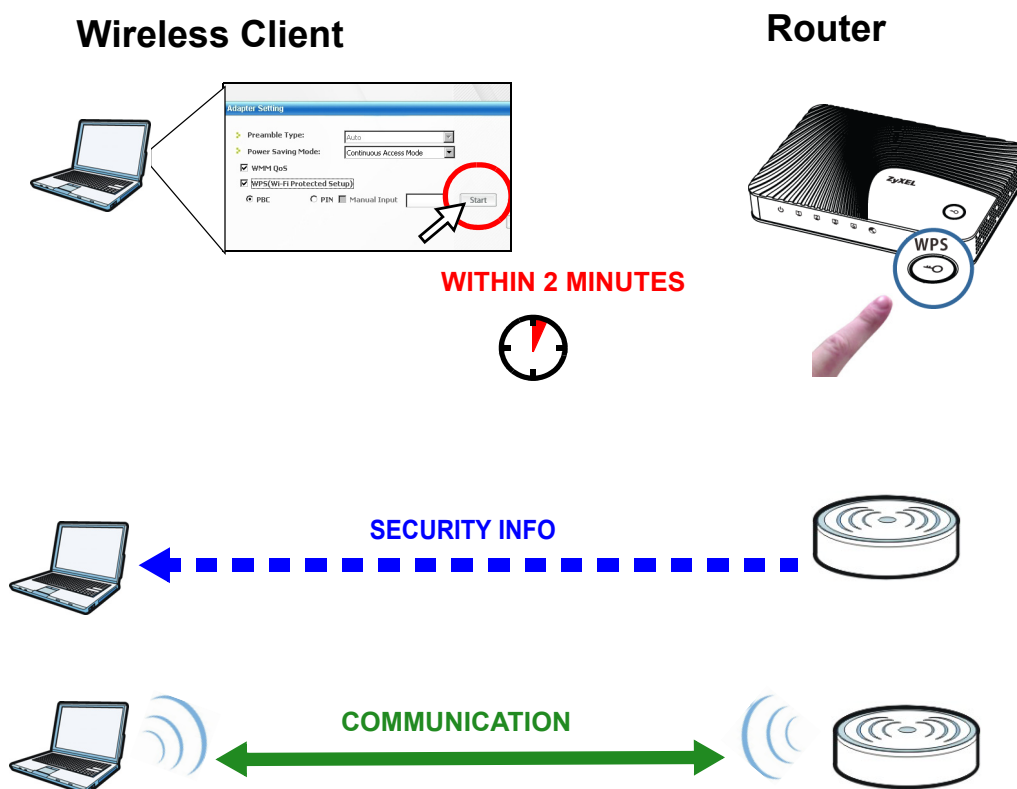 Wireless Client
Router
Adapter Setting
Preamble Type:
Auto
Power Saving Mode:
Continuous Access Mode
WMM QoS
WPS(Wi-Fi Protected Setup)
PBC
PIN
Manual Input
Start
ZyXEL
WPS
WITHIN 2 MINUTES
SECURITY INFO
COMMUNICATION